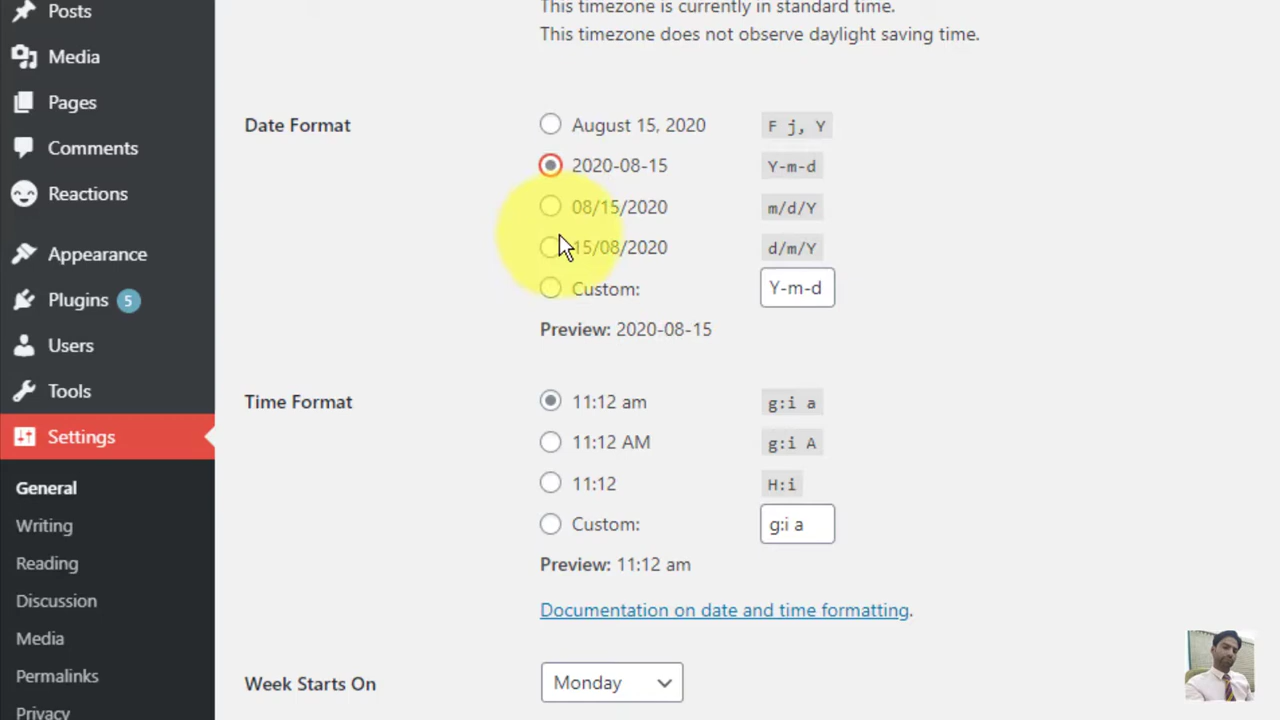 Posts
Media
Pages
Comments
Reactions
Appearance
Plugins 5
Users
Tools
Settings
General
Writing
Reading
Discussion
Media
Permalinks
Privacy
This timezone is currently in standard time.
This timezone does not observe daylight saving time.
Date Format
August 15, 2020 F j, Y
2020-08-15 Y-m-d
08/15/2020 m/d/Y
15/08/2020 d/m/Y
Custom: Y-m-d
Preview: 2020-08-15
Time Format
11:12 am g:i a
11:12 AM g:i A
11:12 H:i
Custom: g:i a
Preview: 11:12 am
Documentation on date and time formatting.
Week Starts On Monday